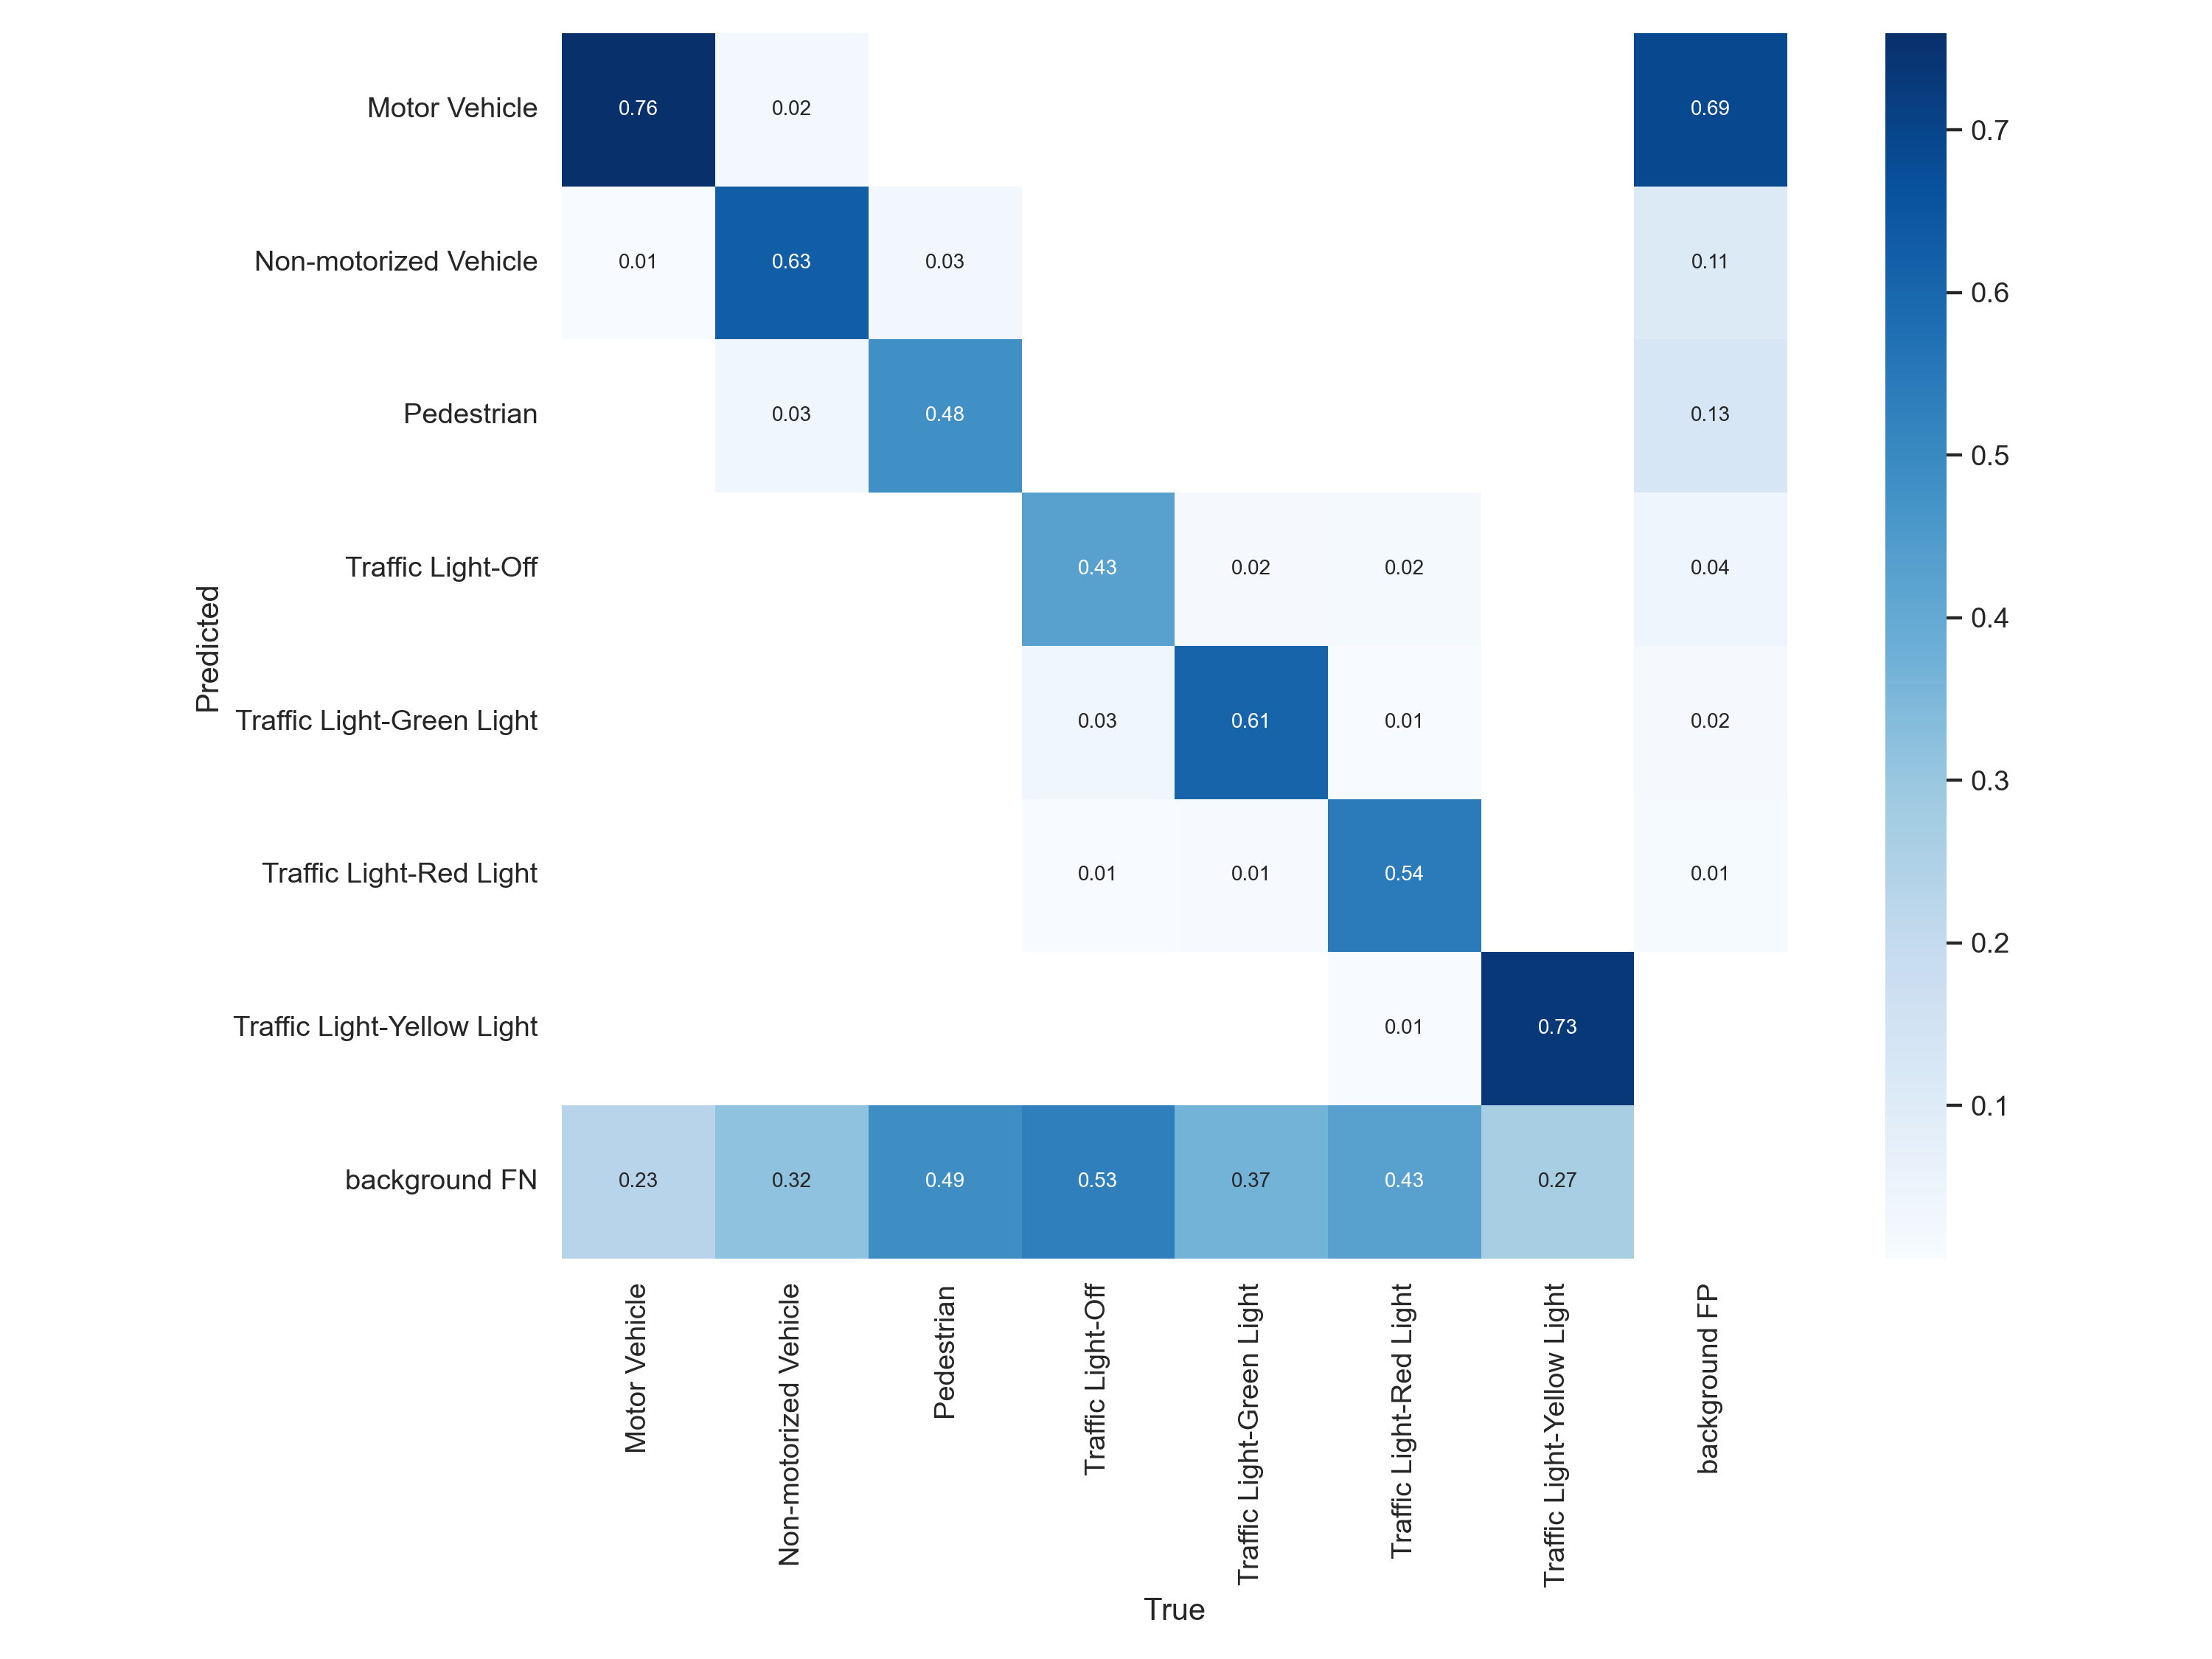 Motor Vehicle 0.76 0.02 0.69
Non-motorized Vehicle 0.01 0.63 0.03 0.11
Pedestrian 0.03 0.48 0.13
Traffic Light-Off 0.43 0.02 0.02 0.04
Traffic Light-Green Light 0.03 0.61 0.01 0.02
Traffic Light-Red Light 0.01 0.01 0.54 0.01
Traffic Light-Yellow Light 0.01 0.73
background FN 0.23 0.32 0.49 0.53 0.37 0.43 0.27
Predicted
Motor Vehicle
Non-motorized Vehicle
Pedestrian
Traffic Light-Off
Traffic Light-Green Light
Traffic Light-Red Light
Traffic Light-Yellow Light
background FP
True
0.7
0.6
0.5
0.4
0.3
0.2
0.1